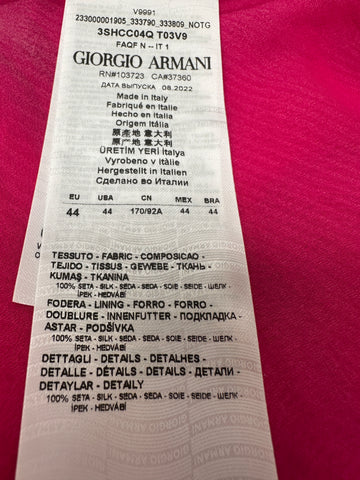 V9991
233000001905_333790_333809_NOTG
3SHCC04Q T03V9
FAQF N -- IT 1
GIORGIO ARMANI
RN#103723 CA#37360
ДАТА ВЫПУСКА 08.2022
Made in Italy
Fabriqué en Italie
Hecho en Italia
Origem Itália
原產地 意大利
原产地 意大利
ÜRETİM YERİ İtalya
Vyrobeno v Itálie
Hergestellt in Italien
Сделано во Италии
EU USA CN MEX BRA
44 44 170/92A 44 44
TESSUTO - FABRIC - COMPOSICAO -
TEJIDO - TISSUS - GEWEBE - ТКАНЬ -
KUMAŞ - TKANINA
100% SETA - SILK - SEDA - SEDA - SOIE - SEIDE - ШЕЛК -
İPEK - HEDVÁBÍ
FODERA - LINING - FORRO - FORRO -
DOUBLURE - INNENFUTTER - ПОДКЛАДКА -
ASTAR - PODŠÍVKA
100% SETA - SILK - SEDA - SEDA - SOIE - SEIDE - ШЕЛК -
İPEK - HEDVÁBÍ
DETTAGLI - DETAILS - DETALHES -
DETALLE - DÉTAILS - DETAILS - ДЕТАЛИ -
DETAYLAR - DETAILY
100% SETA - SILK - SEDA - SEDA - SOIE - SEIDE - ШЕЛК -
İPEK - HEDVÁBÍ